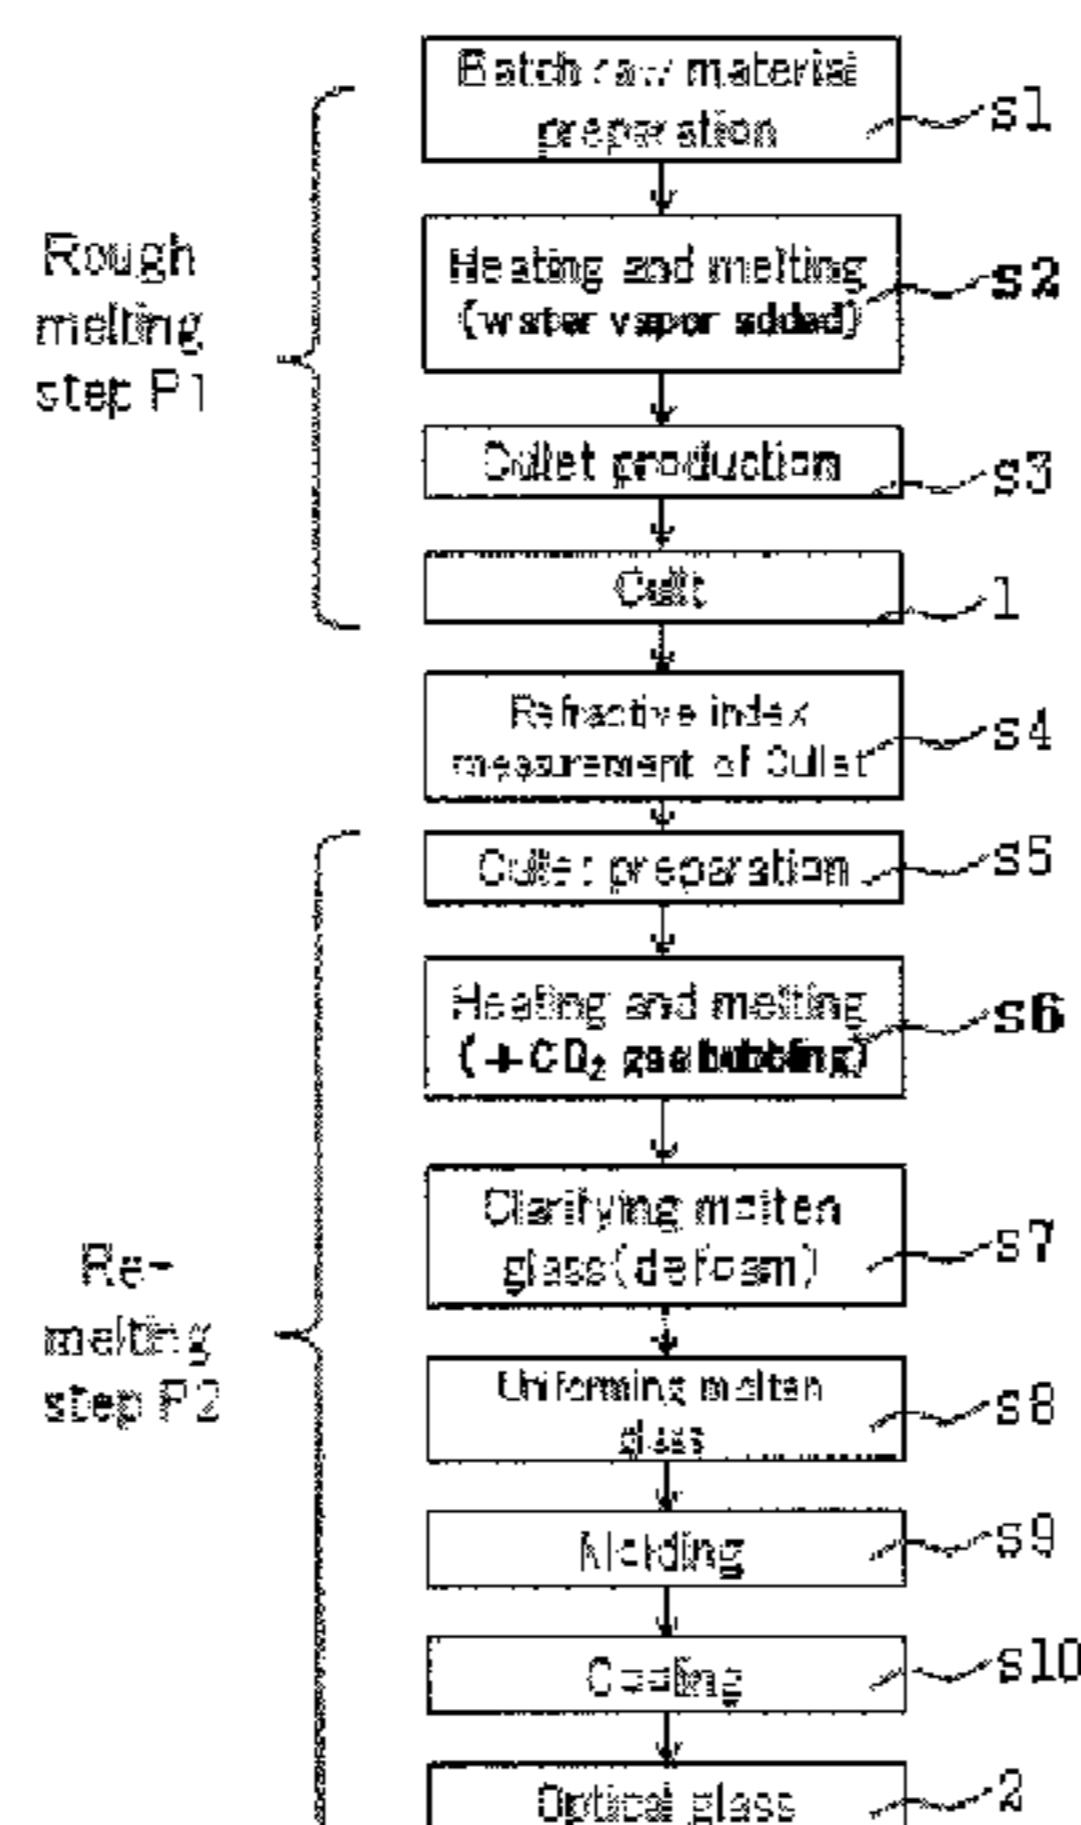 Batch raw material
preparation
s1
Rough
melting
step P1
Heating and melting
(water vapor added)
s2
Cullet production
s3
Cullt
1
Refractive index
measurement of Cullet
s4
Cullet preparation
s5
Heating and melting
(+CO₂ gas bubbling)
s6
Clarifying molten
glass(defoam)
s7
Re-
melting
step P2
Uniforming molten
glass
s8
Molding
s9
Cooling
s10
Optical glass
2